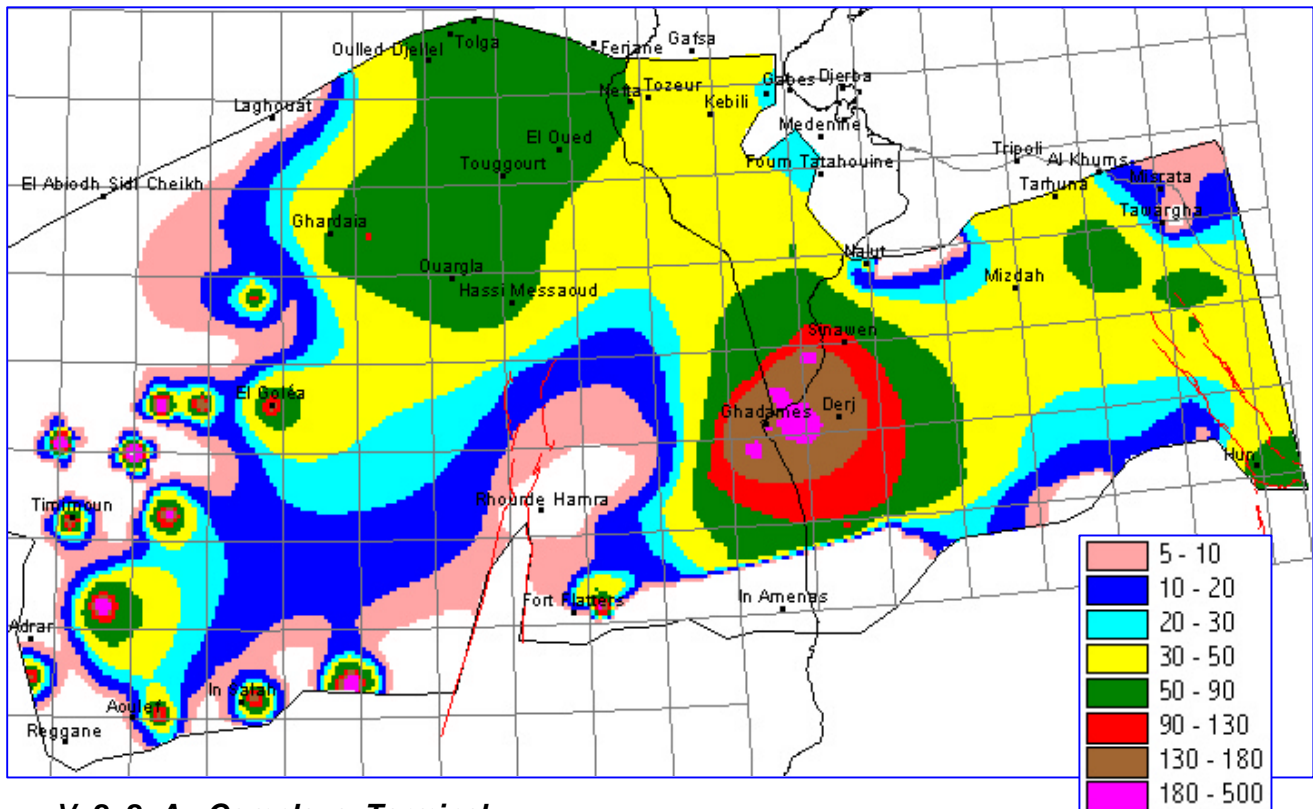 Tolga
Oulled Djellel
Ferjane
Gafsa
Nefta
Tozeur
Kebili
Gabes
Djerba
Laghouat
Medenine
El Oued
Touggourt
Foum Tatahouine
Tripoli
Al Khums
El Abiodh Sidi Cheikh
Tarhuna
Misrata
Tawargha
Ghardaia
Ouargla
Hassi Messaoud
Nalut
Mizdah
Sinawen
El Goléa
Ghadames
Derj
Hun
Timimoun
Rhourde Hamra
Fort Flatters
In Amenas
Adrar
In Salah
Aoulef
Reggane
5 - 10
10 - 20
20 - 30
30 - 50
50 - 90
90 - 130
130 - 180
180 - 500